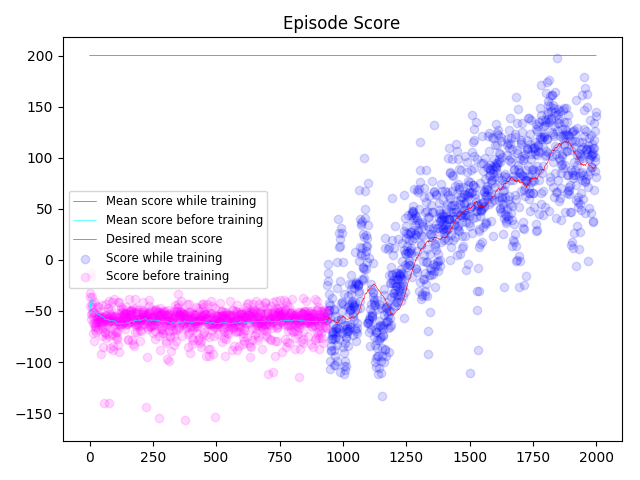 Episode Score
200
150
100
50
0
−50
−100
−150
Mean score while training
Mean score before training
Desired mean score
Score while training
Score before training
0 250 500 750 1000 1250 1500 1750 2000